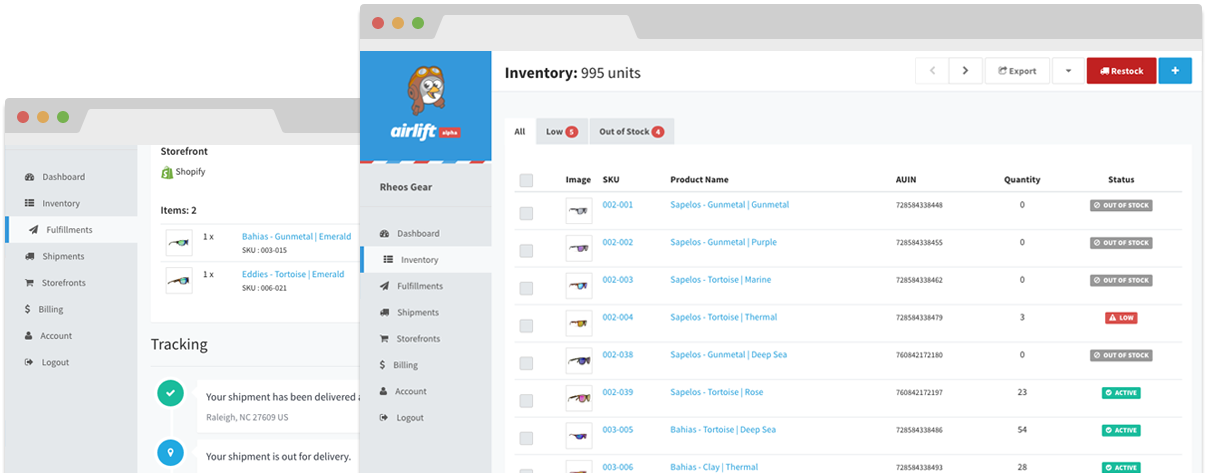 Storefront
Shopify
Items: 2
Dashboard
Inventory
Fulfillments
Shipments
Storefronts
Billing
Account
Logout
1 x Bahias - Gunmetal | Emerald
SKU : 003-015
1 x Eddies - Tortoise | Emerald
SKU : 006-021
Tracking
Your shipment has been delivered
Raleigh, NC 27609 US
Your shipment is out for delivery.
airlift alpha
Rheos Gear
Dashboard
Inventory
Fulfillments
Shipments
Storefronts
Billing
Account
Logout
Inventory: 995 units
Export
Restock
All Low 5 Out of Stock 4
Image SKU Product Name AUIN Quantity Status
002-001 Sapelos - Gunmetal | Gunmetal 728584338448 0 OUT OF STOCK
002-002 Sapelos - Gunmetal | Purple 728584338455 0 OUT OF STOCK
002-003 Sapelos - Tortoise | Marine 728584338462 0 OUT OF STOCK
002-004 Sapelos - Tortoise | Thermal 728584338479 3 LOW
002-038 Sapelos - Gunmetal | Deep Sea 760842172180 0 OUT OF STOCK
002-039 Sapelos - Tortoise | Rose 760842172197 23 ACTIVE
003-005 Bahias - Tortoise | Deep Sea 728584338486 54 ACTIVE
003-006 Bahias - Clay | Thermal 728584338493 28 ACTIVE